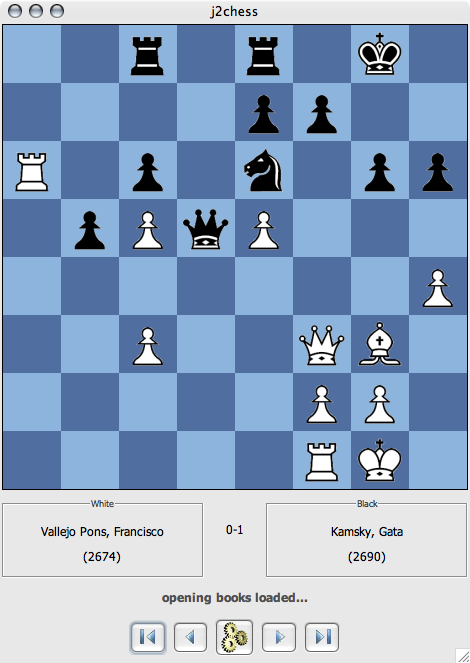 j2chess
White
Black
Vallejo Pons, Francisco
0-1
Kamsky, Gata
(2674)
(2690)
opening books loaded...